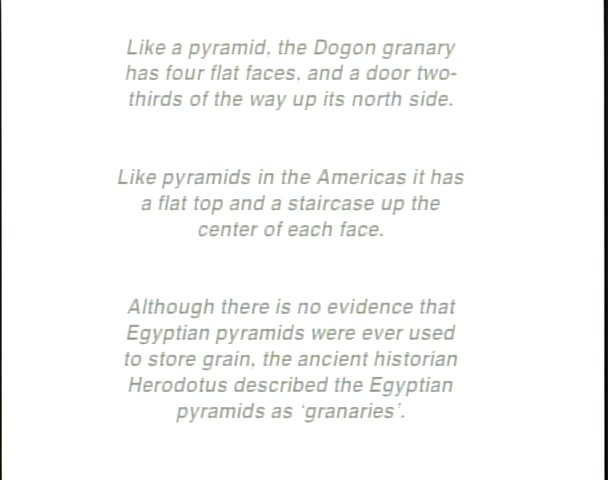 Like a pyramid, the Dogon granary
has four flat faces, and a door two-
thirds of the way up its north side.
Like pyramids in the Americas it has
a flat top and a staircase up the
center of each face.
Although there is no evidence that
Egyptian pyramids were ever used
to store grain, the ancient historian
Herodotus described the Egyptian
pyramids as ‘granaries’.